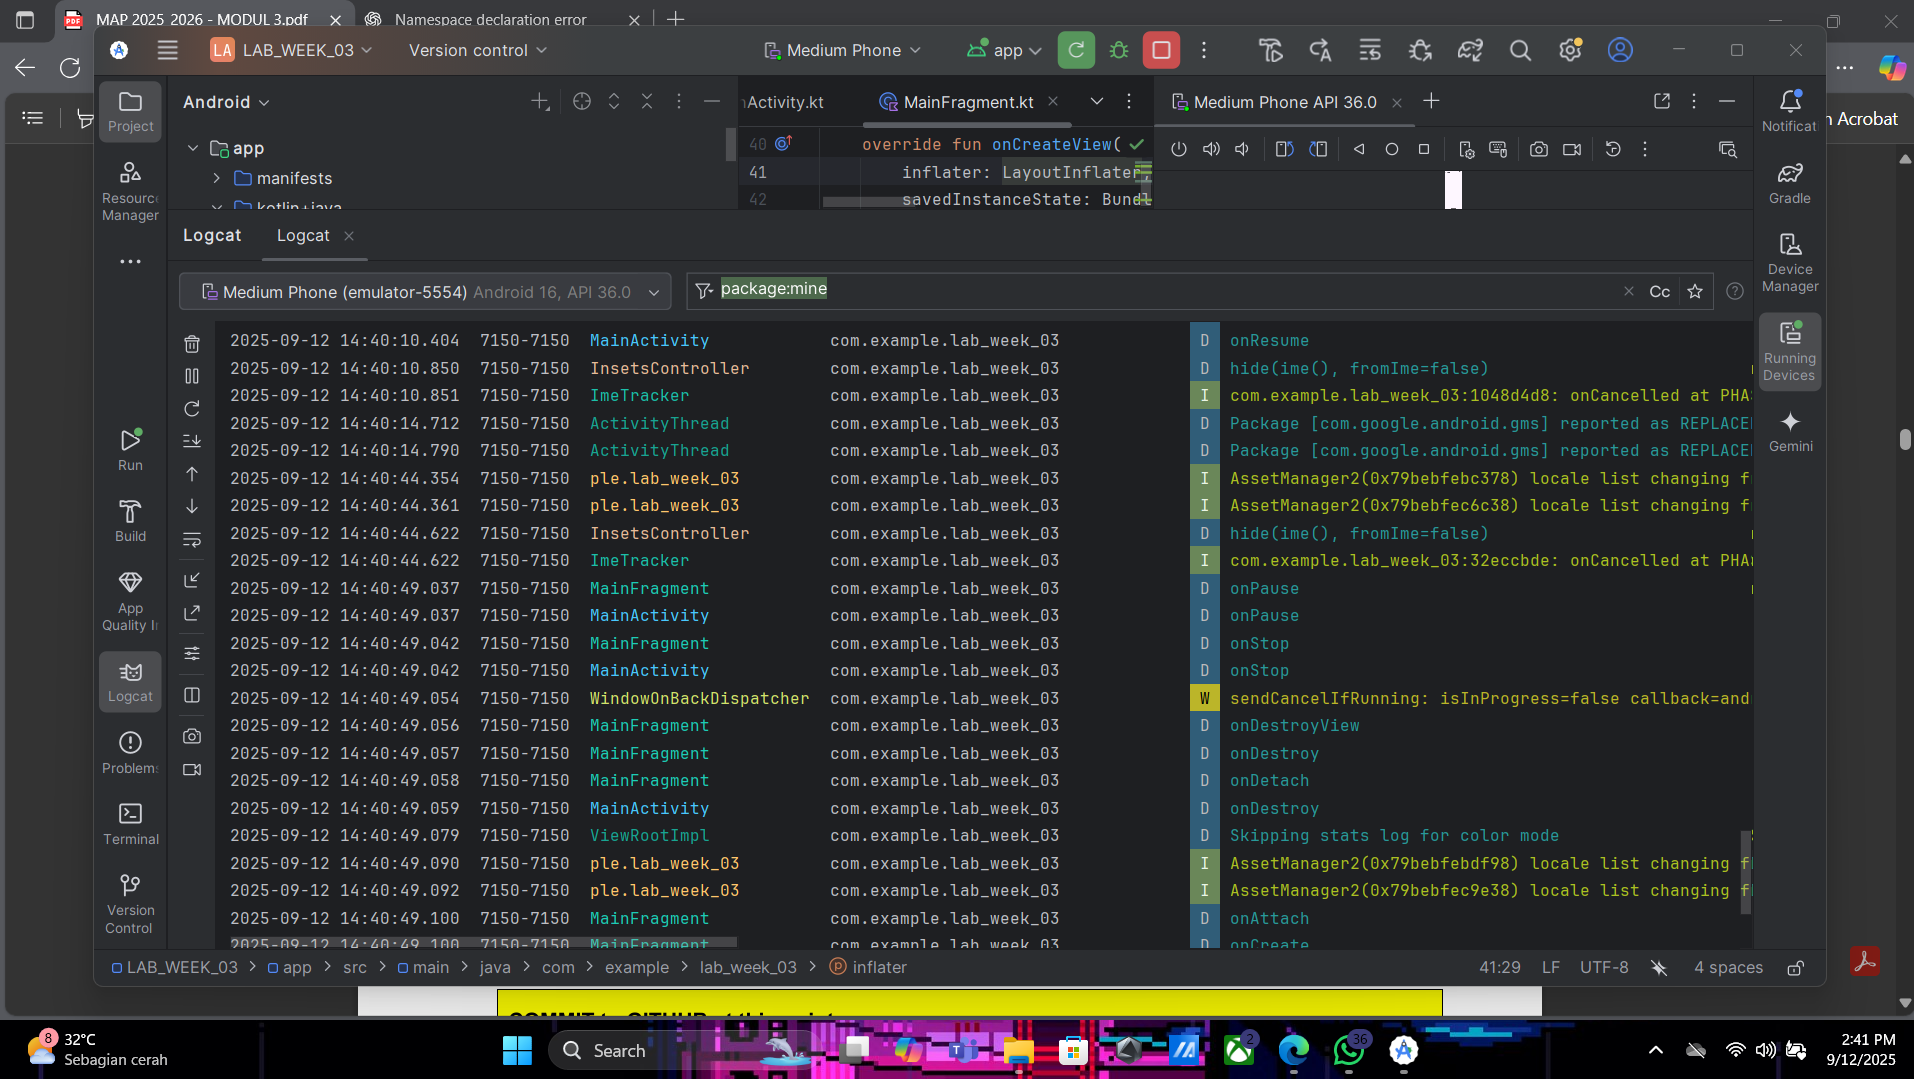 MAP 2025_2026 - MODUL 3.pdf
Namespace declaration error
LA LAB_WEEK_03 Version control Medium Phone app
Android
Activity.kt MainFragment.kt Medium Phone API 36.0
Acrobat
Project
Notificat
app
manifests
kotlin+java
40 override fun onCreateView(
41 inflater: LayoutInflater,
42 savedInstanceState: Bundl
Resource
Manager
Gradle
Logcat Logcat
Medium Phone (emulator-5554) Android 16, API 36.0 package:mine Cc
Device
Manager
Running
Devices
Gemini
2025-09-12 14:40:10.404 7150-7150 MainActivity com.example.lab_week_03 D onResume
2025-09-12 14:40:10.850 7150-7150 InsetsController com.example.lab_week_03 D hide(ime(), fromIme=false)
2025-09-12 14:40:10.851 7150-7150 ImeTracker com.example.lab_week_03 I com.example.lab_week_03:1048d4d8: onCancelled at PHA
2025-09-12 14:40:14.712 7150-7150 ActivityThread com.example.lab_week_03 D Package [com.google.android.gms] reported as REPLACE
2025-09-12 14:40:14.790 7150-7150 ActivityThread com.example.lab_week_03 D Package [com.google.android.gms] reported as REPLACE
2025-09-12 14:40:44.354 7150-7150 ple.lab_week_03 com.example.lab_week_03 I AssetManager2(0x79bebfebc378) locale list changing f
2025-09-12 14:40:44.361 7150-7150 ple.lab_week_03 com.example.lab_week_03 I AssetManager2(0x79bebfec6c38) locale list changing f
2025-09-12 14:40:44.622 7150-7150 InsetsController com.example.lab_week_03 D hide(ime(), fromIme=false)
2025-09-12 14:40:44.622 7150-7150 ImeTracker com.example.lab_week_03 I com.example.lab_week_03:32eccbde: onCancelled at PHA
2025-09-12 14:40:49.037 7150-7150 MainFragment com.example.lab_week_03 D onPause
2025-09-12 14:40:49.037 7150-7150 MainActivity com.example.lab_week_03 D onPause
2025-09-12 14:40:49.042 7150-7150 MainFragment com.example.lab_week_03 D onStop
2025-09-12 14:40:49.042 7150-7150 MainActivity com.example.lab_week_03 D onStop
2025-09-12 14:40:49.054 7150-7150 WindowOnBackDispatcher com.example.lab_week_03 W sendCancelIfRunning: isInProgress=false callback=and
2025-09-12 14:40:49.056 7150-7150 MainFragment com.example.lab_week_03 D onDestroyView
2025-09-12 14:40:49.057 7150-7150 MainFragment com.example.lab_week_03 D onDestroy
2025-09-12 14:40:49.058 7150-7150 MainFragment com.example.lab_week_03 D onDetach
2025-09-12 14:40:49.059 7150-7150 MainActivity com.example.lab_week_03 D onDestroy
2025-09-12 14:40:49.079 7150-7150 ViewRootImpl com.example.lab_week_03 D Skipping stats log for color mode
2025-09-12 14:40:49.090 7150-7150 ple.lab_week_03 com.example.lab_week_03 I AssetManager2(0x79bebfebdf98) locale list changing f
2025-09-12 14:40:49.092 7150-7150 ple.lab_week_03 com.example.lab_week_03 I AssetManager2(0x79bebfec9e38) locale list changing f
2025-09-12 14:40:49.100 7150-7150 MainFragment com.example.lab_week_03 D onAttach
2025-09-12 14:40:49.100 7150-7150 MainFragment com.example.lab_week_03 D onCreate
Run
Build
App
Quality I
Logcat
Problem
Terminal
Version
Control
LAB_WEEK_03 > app > src > main > java > com > example > lab_week_03 > inflater 41:29 LF UTF-8 4 spaces
COMMIT to GITHUB at this point
8 32°C
Sebagian cerah
Search
2
36
2:41 PM
9/12/2025